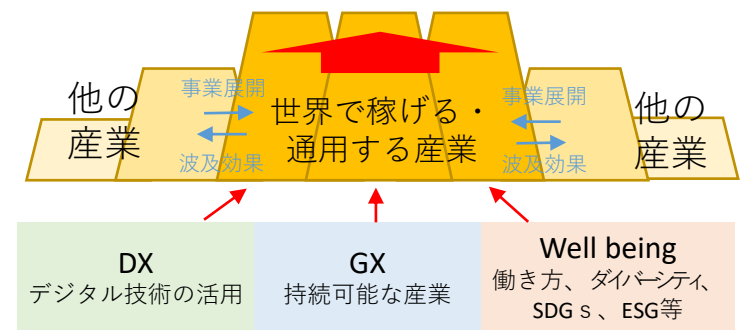 他の
産業
事業展開
波及効果
世界で稼げる・
通用する産業
事業展開
波及効果
他の
産業
DX
デジタル技術の活用
GX
持続可能な産業
Well being
働き方、ダイバーシティ、
SDGｓ、ESG等